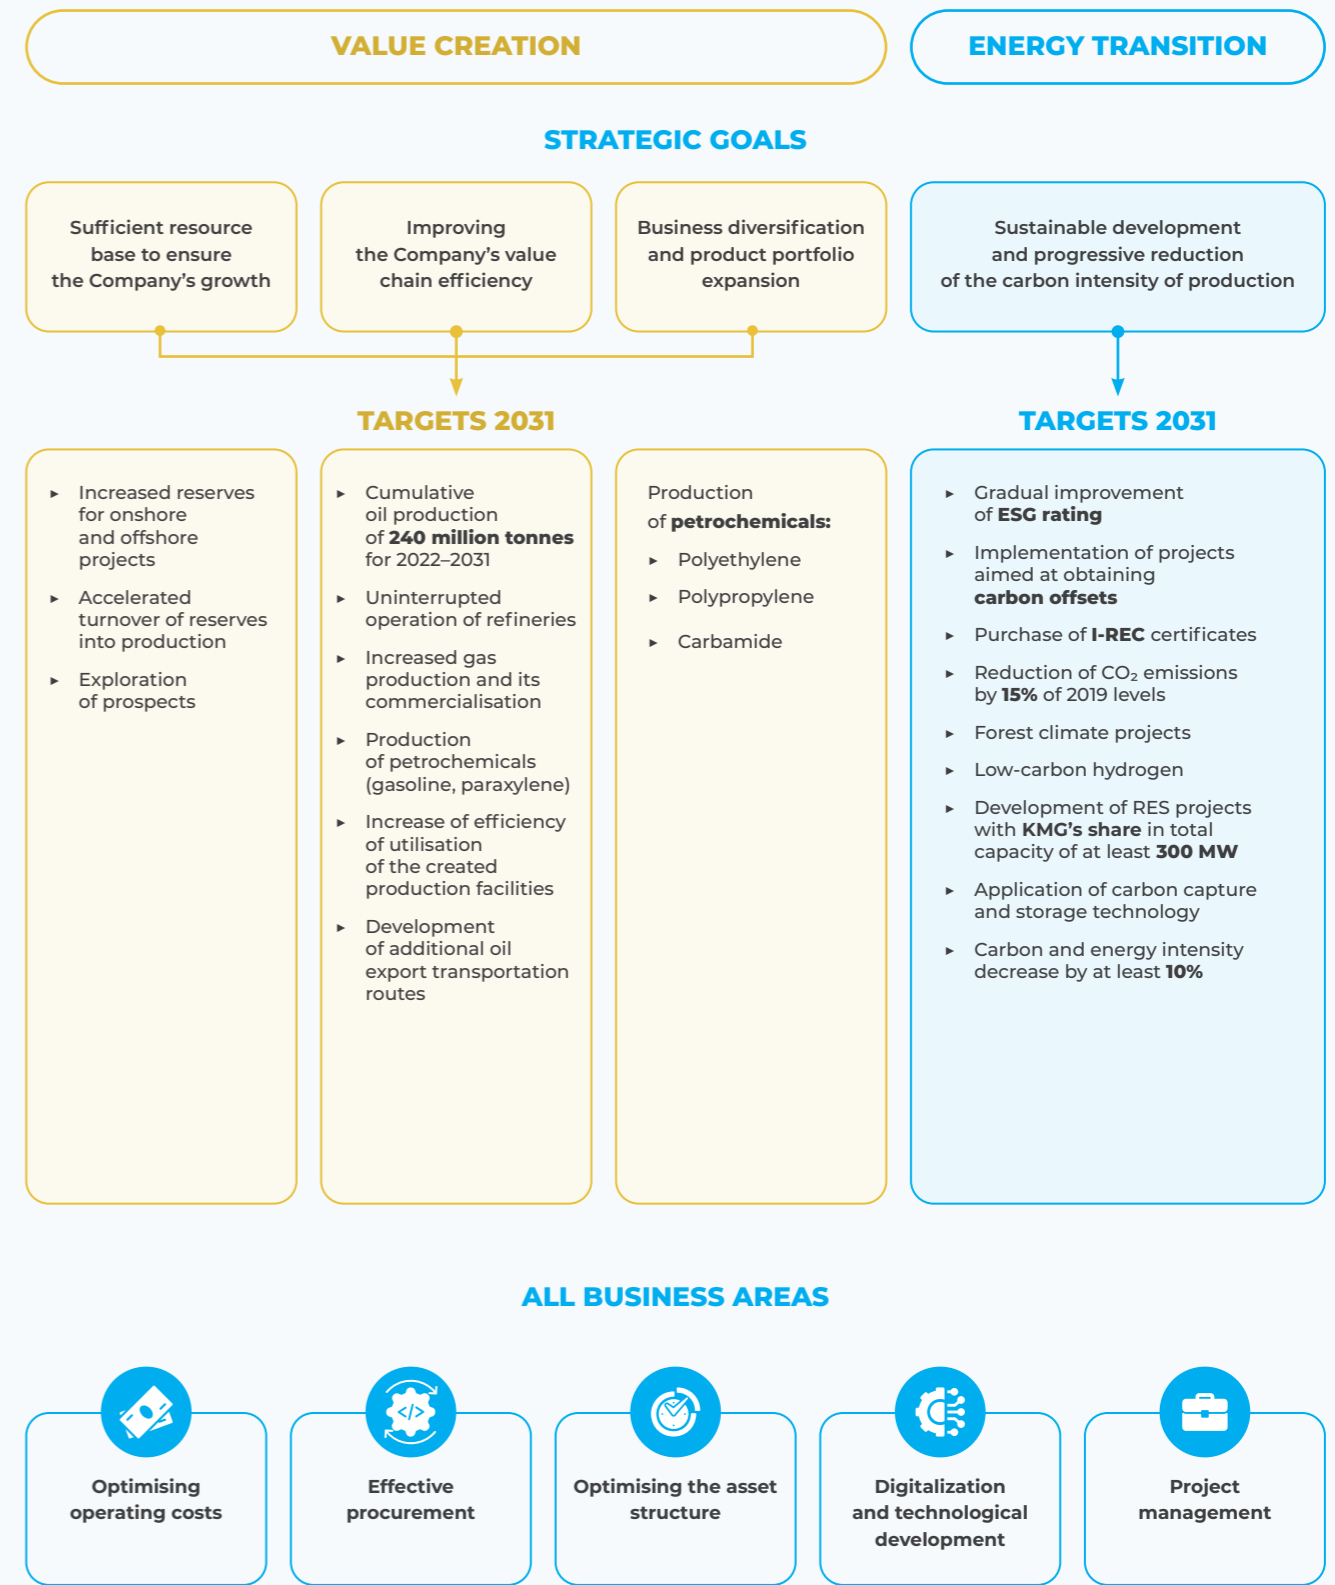 VALUE CREATION
ENERGY TRANSITION
STRATEGIC GOALS
Sufficient resource
base to ensure
the Company's growth
Improving
the Company's value
chain efficiency
Business diversification
and product portfolio
expansion
Sustainable development
and progressive reduction
of the carbon intensity of production
TARGETS 2031
TARGETS 2031
► Increased reserves
for onshore
and offshore
projects
► Accelerated
turnover of reserves
into production
► Exploration
of prospects
► Cumulative
oil production
of 240 million tonnes
for 2022–2031
► Uninterrupted
operation of refineries
► Increased gas
production and its
commercialisation
► Production
of petrochemicals
(gasoline, paraxylene)
► Increase of efficiency
of utilisation
of the created
production facilities
► Development
of additional oil
export transportation
routes
Production
of petrochemicals:
► Polyethylene
► Polypropylene
► Carbamide
► Gradual improvement
of ESG rating
► Implementation of projects
aimed at obtaining
carbon offsets
► Purchase of I-REC certificates
► Reduction of CO₂ emissions
by 15% of 2019 levels
► Forest climate projects
► Low-carbon hydrogen
► Development of RES projects
with KMG's share in total
capacity of at least 300 MW
► Application of carbon capture
and storage technology
► Carbon and energy intensity
decrease by at least 10%
ALL BUSINESS AREAS
Optimising
operating costs
Effective
procurement
Optimising the asset
structure
Digitalization
and technological
development
Project
management